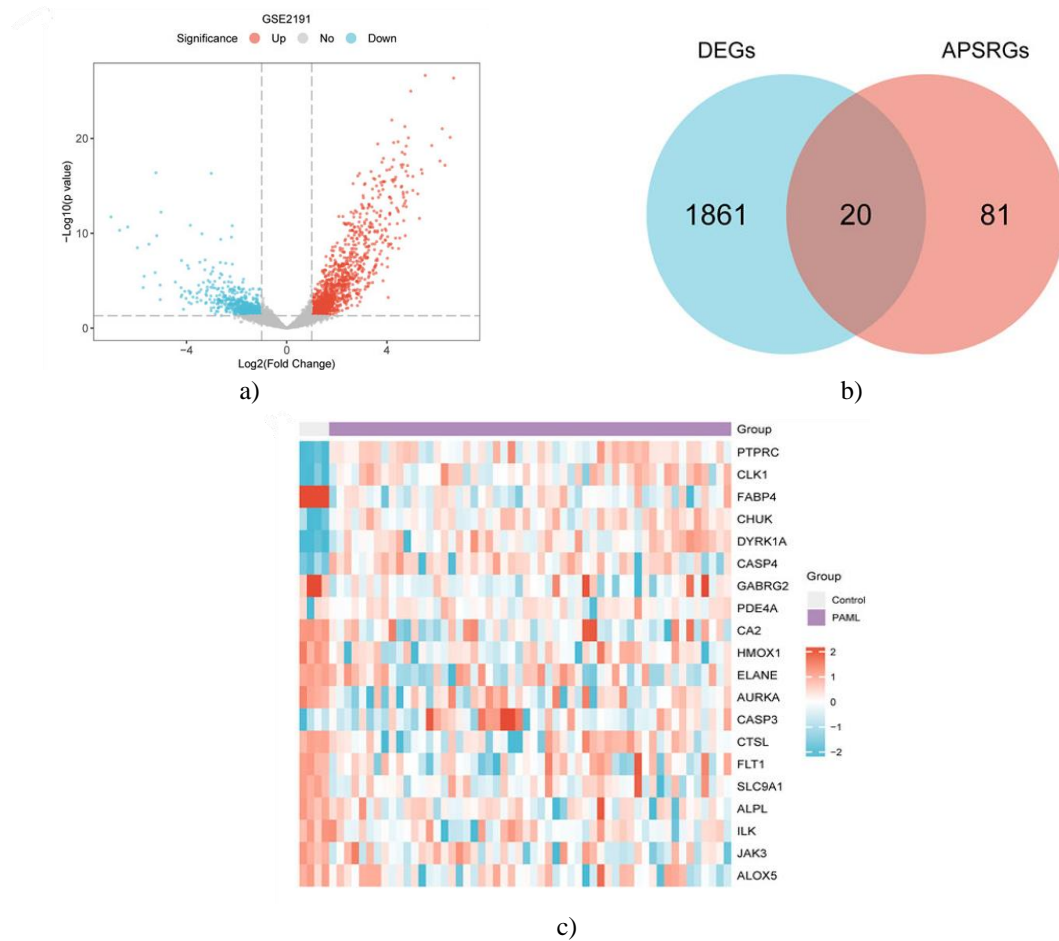 GSE2191
Significance Up No Down
20
10
0
−Log10(p value)
−4 0 4
Log2(Fold Change)
a)
DEGs APSRGs
1861 20 81
b)
Group
PTPRC
CLK1
FABP4
CHUK
DYRK1A
CASP4
GABRG2
PDE4A
CA2
HMOX1
ELANE
AURKA
CASP3
CTSL
FLT1
SLC9A1
ALPL
ILK
JAK3
ALOX5
Group
Control
PAML
2
1
0
−1
−2
c)